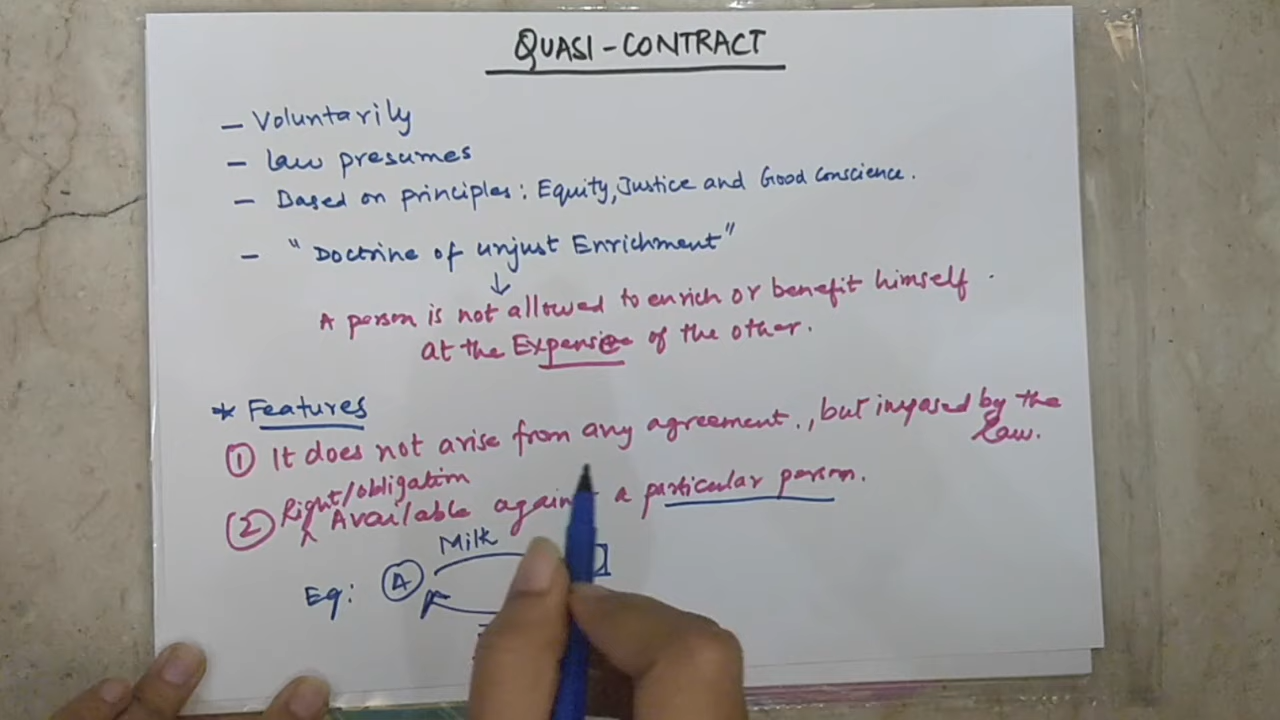 QUASI-CONTRACT
- Voluntarily
- Law presumes
- Based on principles: Equity, Justice and Good Conscience.
- "Doctrine of unjust Enrichment"
↓
A person is not allowed to enrich or benefit himself.
at the Expense of the other.
* Features
① It does not arise from any agreement., but imposed by the
Law.
Right/obligation
② ^ Available against a particular person.
Milk
Eg: A